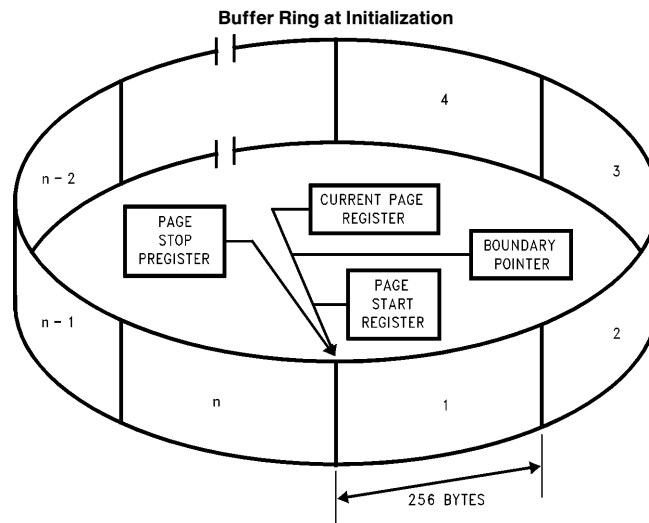 Buffer Ring at Initialization
4
3
n-2
CURRENT PAGE
REGISTER
PAGE
STOP
PREGISTER
BOUNDARY
POINTER
PAGE
START
REGISTER
n-1
2
n
1
256 BYTES